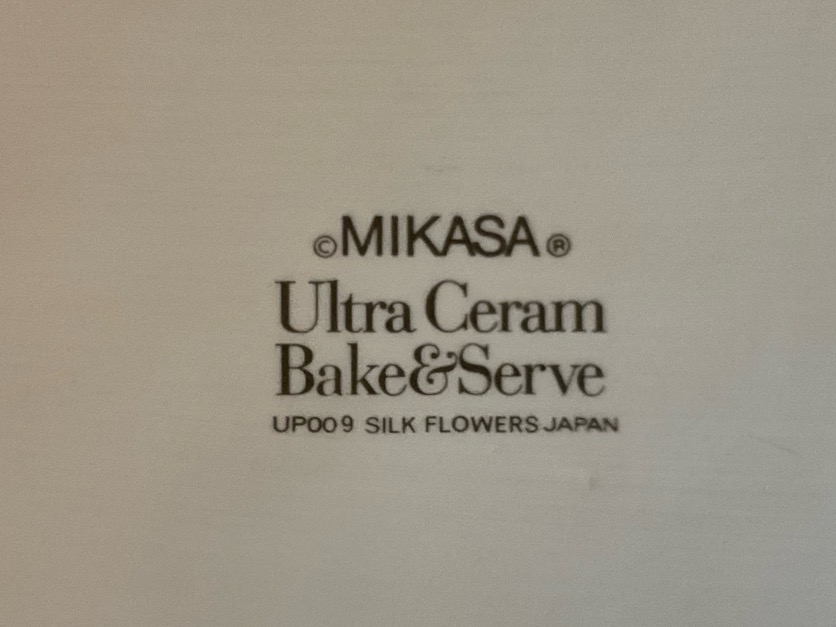 ©MIKASA®
Ultra Ceram
Bake&Serve
UP009 SILK FLOWERS JAPAN